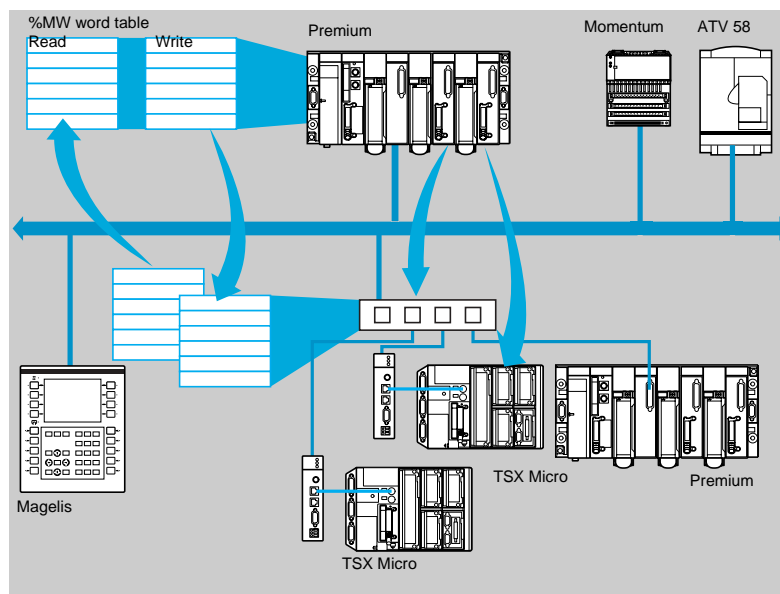 %MW word table
Read Write
Premium
Momentum
ATV 58
TSX Micro
Premium
Magelis
TSX Micro